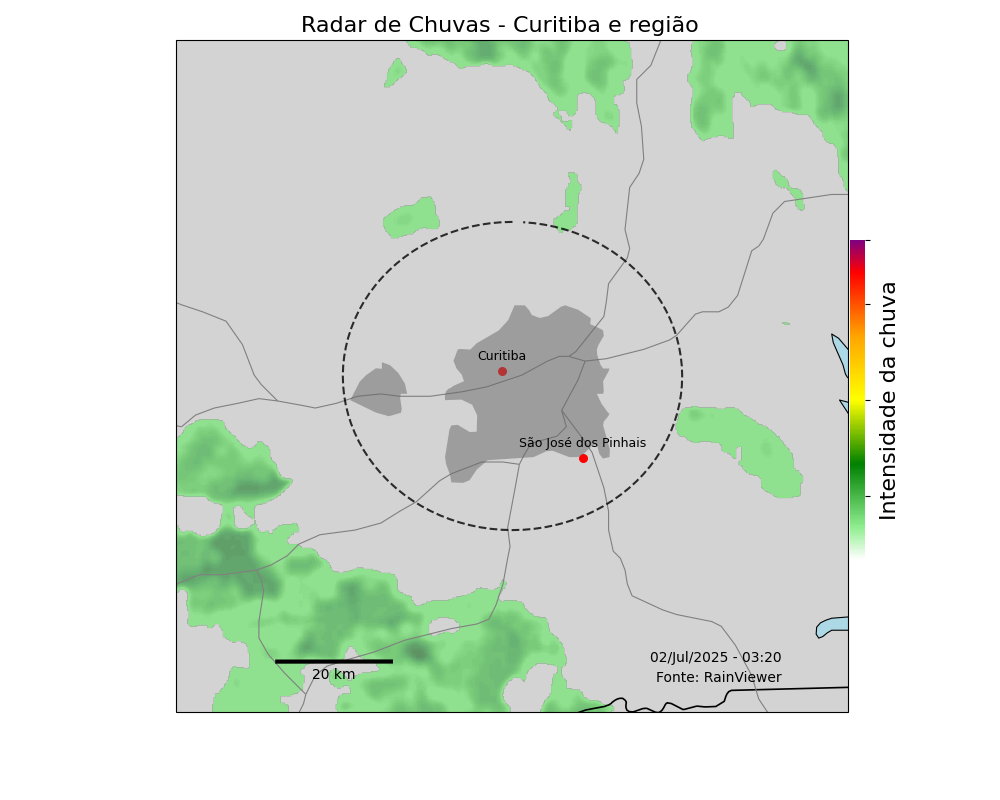 Radar de Chuvas - Curitiba e região
Curitiba
São José dos Pinhais
Intensidade da chuva
20 km
02/Jul/2025 - 03:20
Fonte: RainViewer